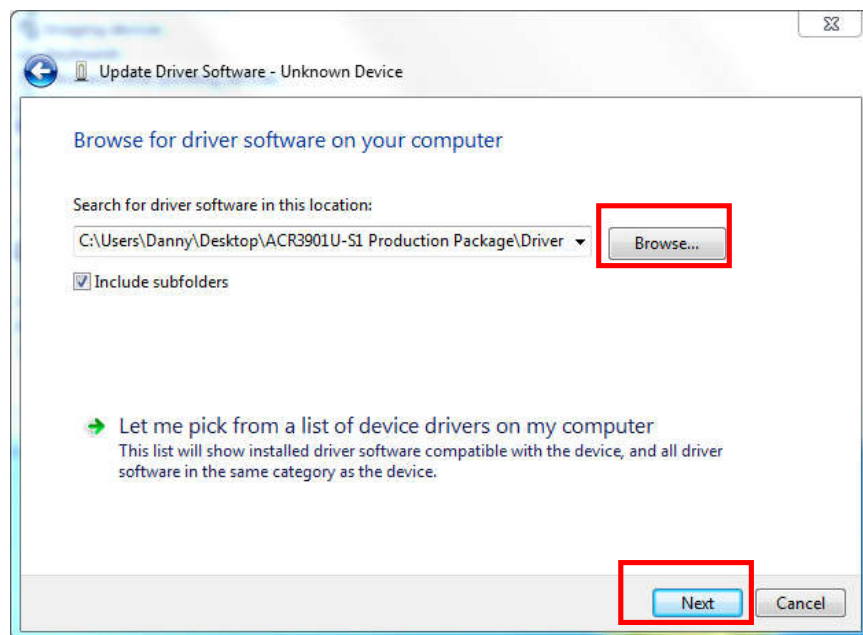 Imaging devices
Update Driver Software - Unknown Device
Browse for driver software on your computer
Search for driver software in this location:
C:\Users\Danny\Desktop\ACR3901U-S1 Production Package\Driver
Browse...
Include subfolders
Let me pick from a list of device drivers on my computer
This list will show installed driver software compatible with the device, and all driver
software in the same category as the device.
Next
Cancel